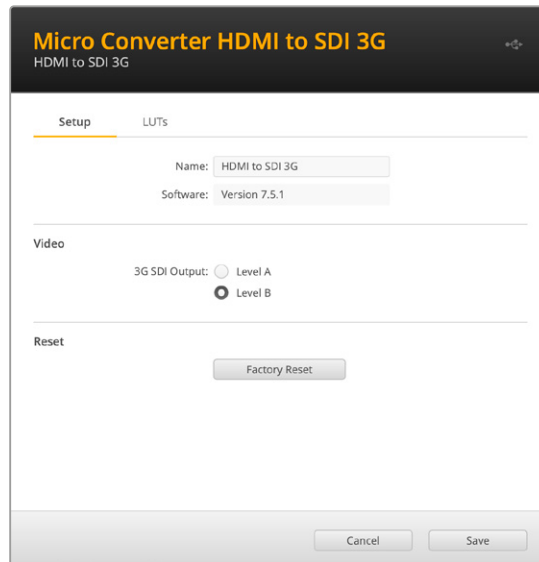 Micro Converter HDMI to SDI 3G
HDMI to SDI 3G
Setup LUTs
Name: HDMI to SDI 3G
Software: Version 7.5.1
Video
3G SDI Output: Level A
Level B
Reset
Factory Reset
Cancel Save